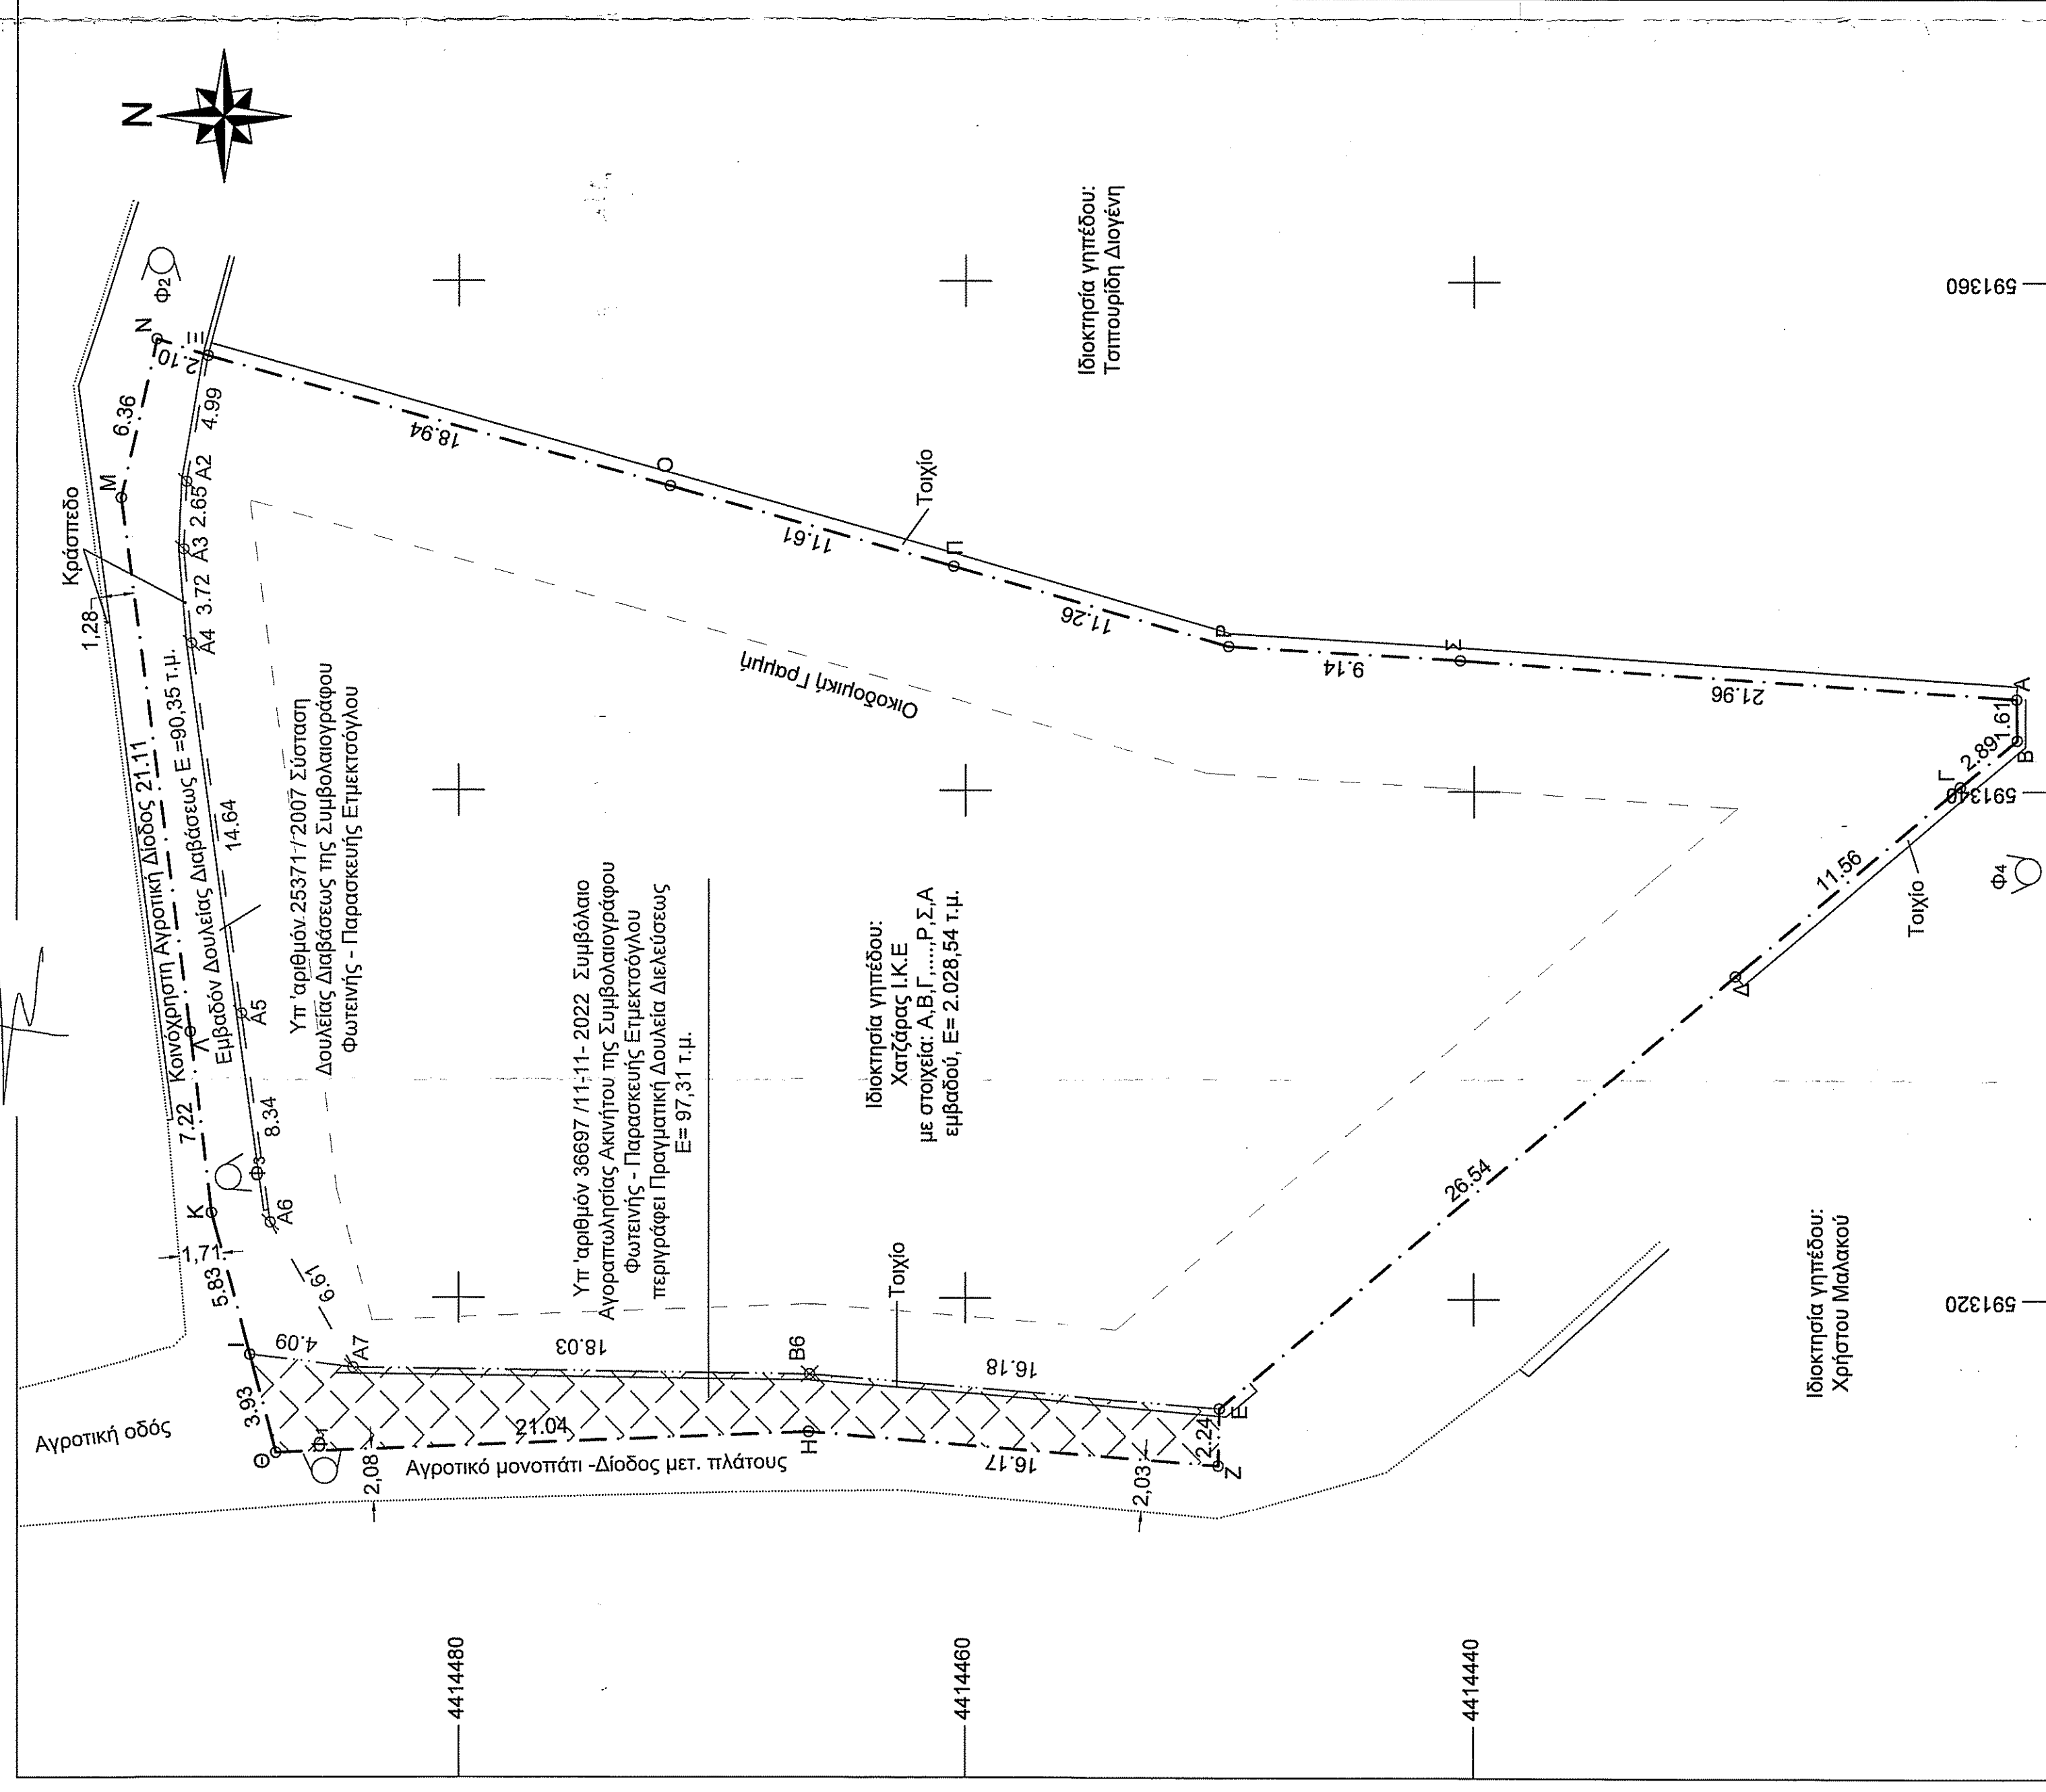 N
Φ2
N
Ξ
2.10
6.36
4.99
M
A2
Κράσπεδο
2.65
A3
3.72
1,28
A4
Κοινόχρηστη Αγροτική Δίοδος 21.11
Εμβαδόν Δουλείας Διαβάσεως Ε =90,35 τ.μ.
14.64
Λ
A5
7.22
8.34
Φ3
K
A6
1,71
5.83
6.91
I
4.09
A7
3.93
Θ
Φ1
Αγροτική οδός
Υπ 'αριθμόν 25371 / 2007 Σύσταση
Δουλείας Διαβάσεως της Συμβολαιογράφου
Φωτεινής - Παρασκευής Ετμεκτσόγλου
Υπ 'αριθμόν 36697 /11-11- 2022 Συμβόλαιο
Αγοραπωλησίας Ακινήτου της Συμβολαιογράφου
Φωτεινής - Παρασκευής Ετμεκτσόγλου
περιγράφει Πραγματική Δουλεία Διελεύσεως
Ε= 97,31 τ.μ.
Ιδιοκτησία γηπέδου:
Χατζάρας Ι.Κ.Ε
με στοιχεία: Α,Β,Γ,.....,Ρ,Σ,Α
εμβαδού, Ε= 2.028,54 τ.μ.
Ιδιοκτησία γηπέδου:
Τσιπουρίδη Διογένη
Ιδιοκτησία γηπέδου:
Χρήστου Μαλακού
Οικοδομική Γραμμή
18.94
Ο
11.61
Τοιχίο
Π
11.26
Ρ
9.14
Σ
21.96
Α
1.61
Β
2.89
Γ
11.56
Τοιχίο
Φ4
Δ
26.54
Ε
2.24
Ζ
16.18
16.17
Τοιχίο
Β6
Η
18.03
21.04
2,08
2,03
Αγροτικό μονοπάτι -Δίοδος μετ. πλάτους
591360
591340
591320
4414480
4414460
4414440